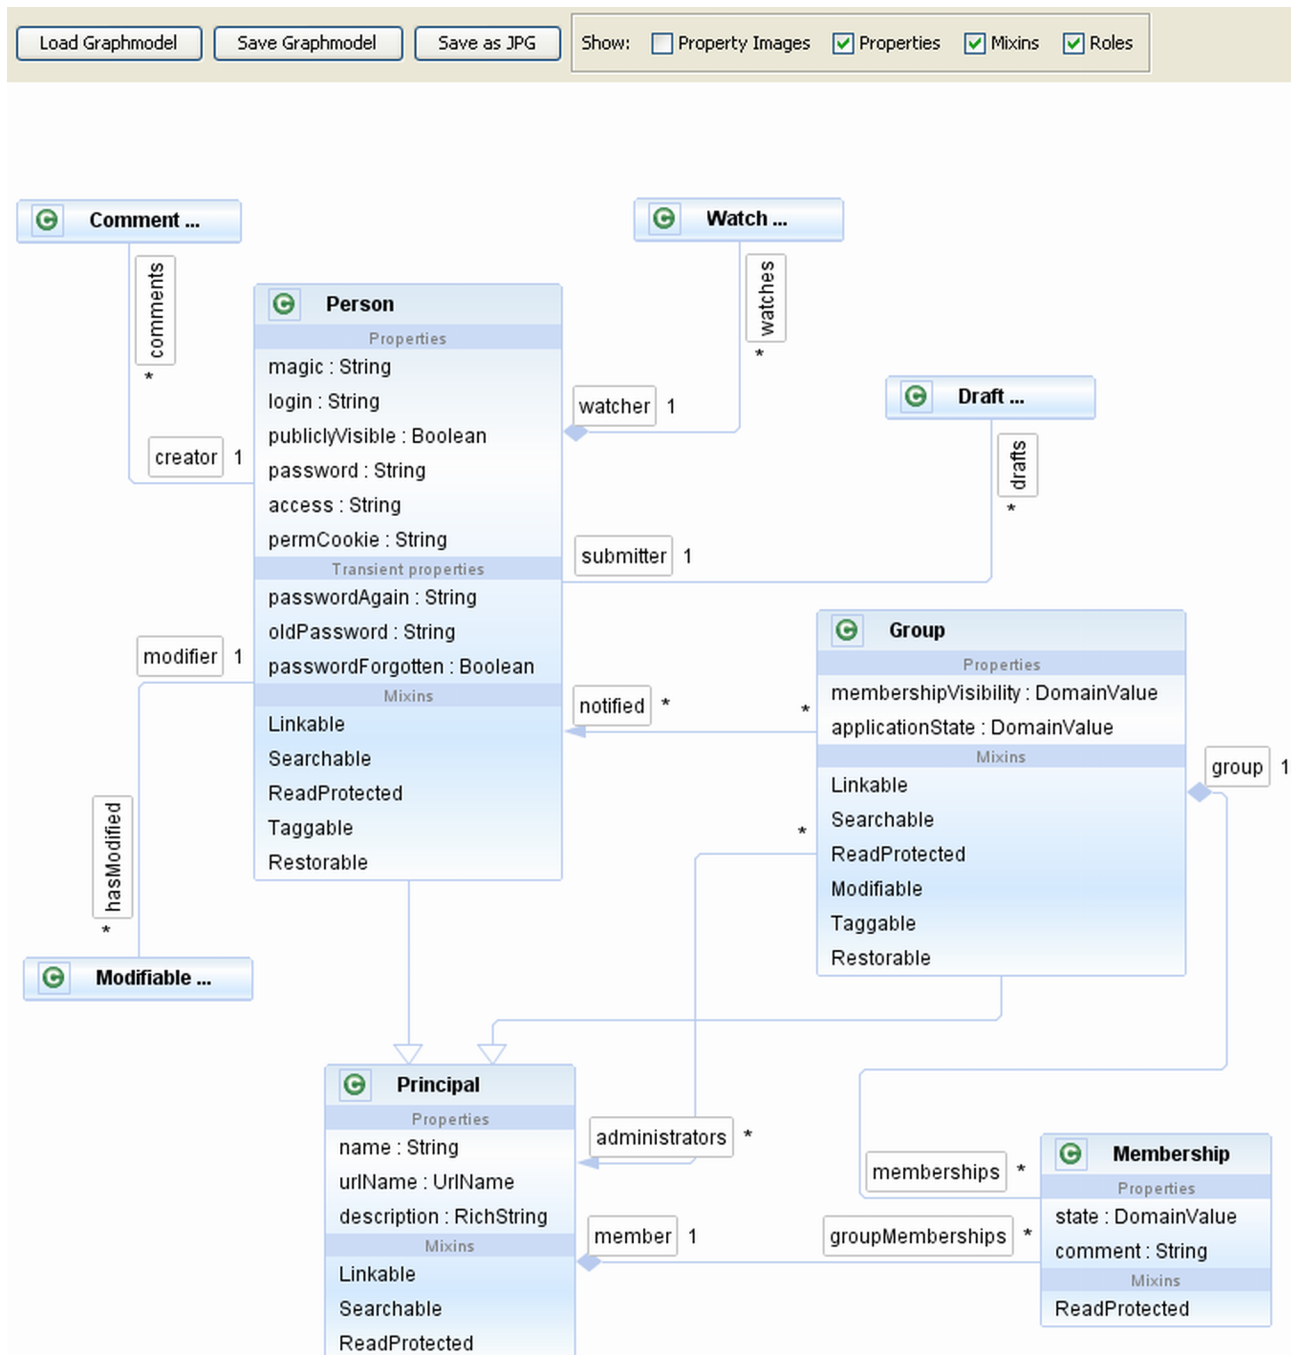 Load Graphmodel
Save Graphmodel
Save as JPG
Show:
Property Images
Properties
Mixins
Roles
Comment ...
comments
*
creator 1
Watch ...
watches
*
watcher 1
Draft ...
drafts
*
submitter 1
Person
Properties
magic : String
login : String
publiclyVisible : Boolean
password : String
access : String
permCookie : String
Transient properties
passwordAgain : String
oldPassword : String
passwordForgotten : Boolean
Mixins
Linkable
Searchable
ReadProtected
Taggable
Restorable
modifier 1
hasModified
*
Modifiable ...
notified *
*
Group
Properties
membershipVisibility : DomainValue
applicationState : DomainValue
Mixins
Linkable
Searchable
ReadProtected
Modifiable
Taggable
Restorable
group 1
*
Principal
Properties
name : String
urlName : UrlName
description : RichString
Mixins
Linkable
Searchable
ReadProtected
administrators *
member 1
memberships *
groupMemberships *
Membership
Properties
state : DomainValue
comment : String
Mixins
ReadProtected